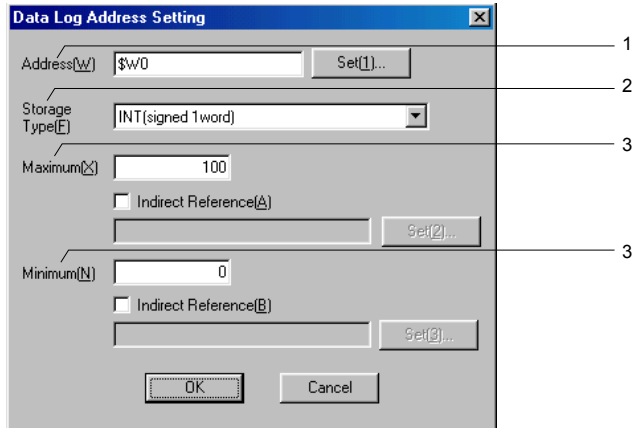 Data Log Address Setting
Address(W) $W0 Set(1)... 1
Storage Type(F) INT(signed 1word) 2
Maximum(X) 100 3
Indirect Reference(A)
Set(2)...
Minimum(N) 0 3
Indirect Reference(B)
Set(3)...
OK Cancel